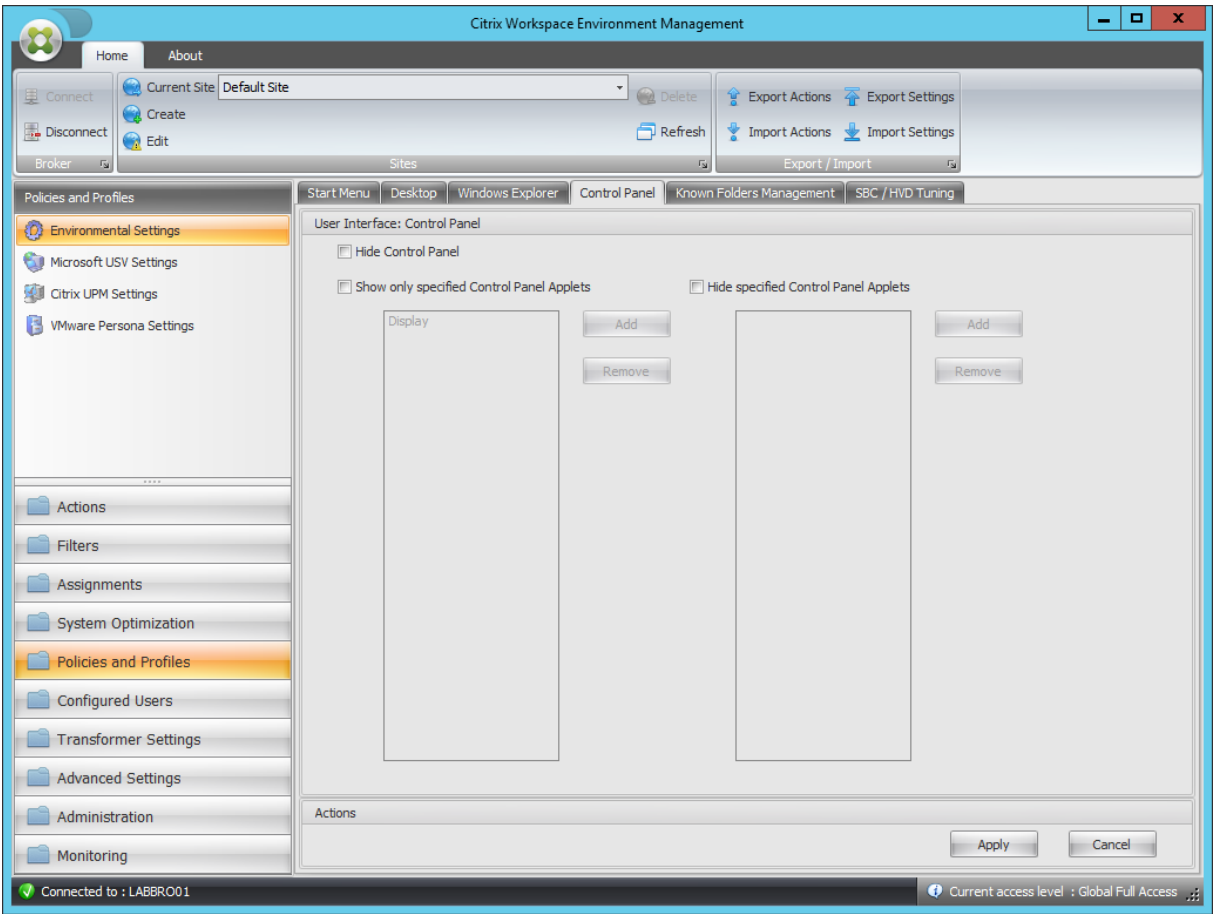 Citrix Workspace Environment Management
Home About
Connect
Disconnect
Broker
Current Site Default Site
Create
Edit
Delete
Refresh
Sites
Export Actions Export Settings
Import Actions Import Settings
Export / Import
Policies and Profiles
Environmental Settings
Microsoft USV Settings
Citrix UPM Settings
VMware Persona Settings
Actions
Filters
Assignments
System Optimization
Policies and Profiles
Configured Users
Transformer Settings
Advanced Settings
Administration
Monitoring
Start Menu Desktop Windows Explorer Control Panel Known Folders Management SBC / HVD Tuning
User Interface: Control Panel
Hide Control Panel
Show only specified Control Panel Applets Hide specified Control Panel Applets
Display Add Add
Remove Remove
Actions
Apply Cancel
Connected to : LABBRO01 Current access level : Global Full Access